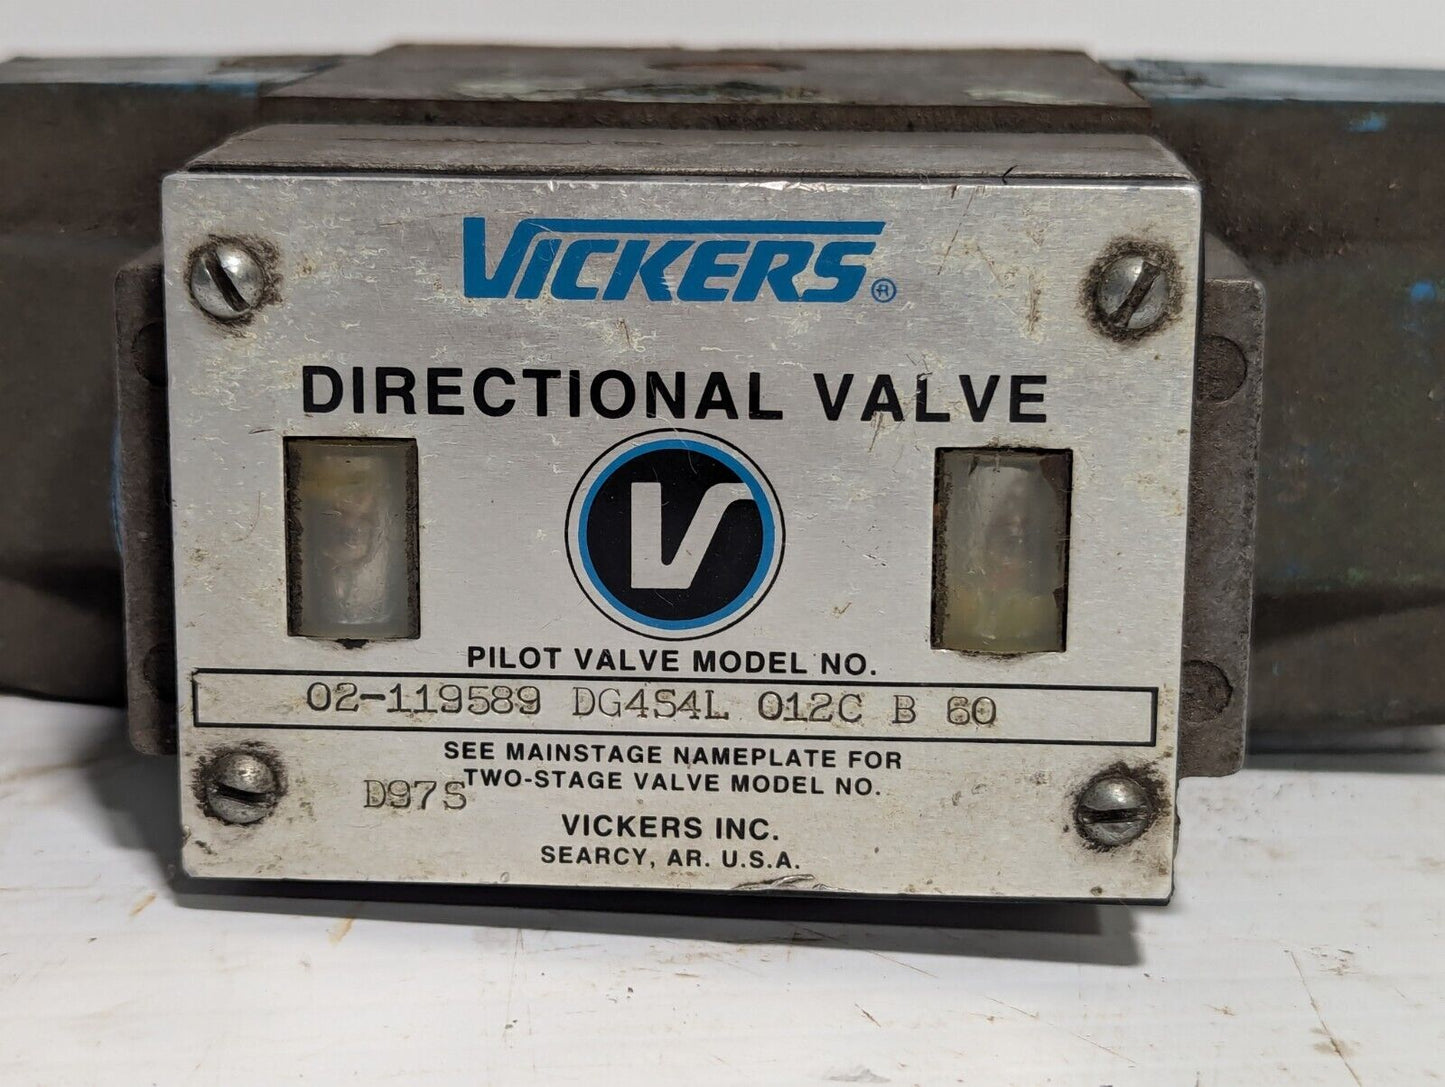 VICKERS®
DIRECTIONAL VALVE
V
PILOT VALVE MODEL NO.
02-119589 DG4S4L 012C B 60
SEE MAINSTAGE NAMEPLATE FOR
TWO-STAGE VALVE MODEL NO.
D97S
VICKERS INC.
SEARCY, AR. U.S.A.